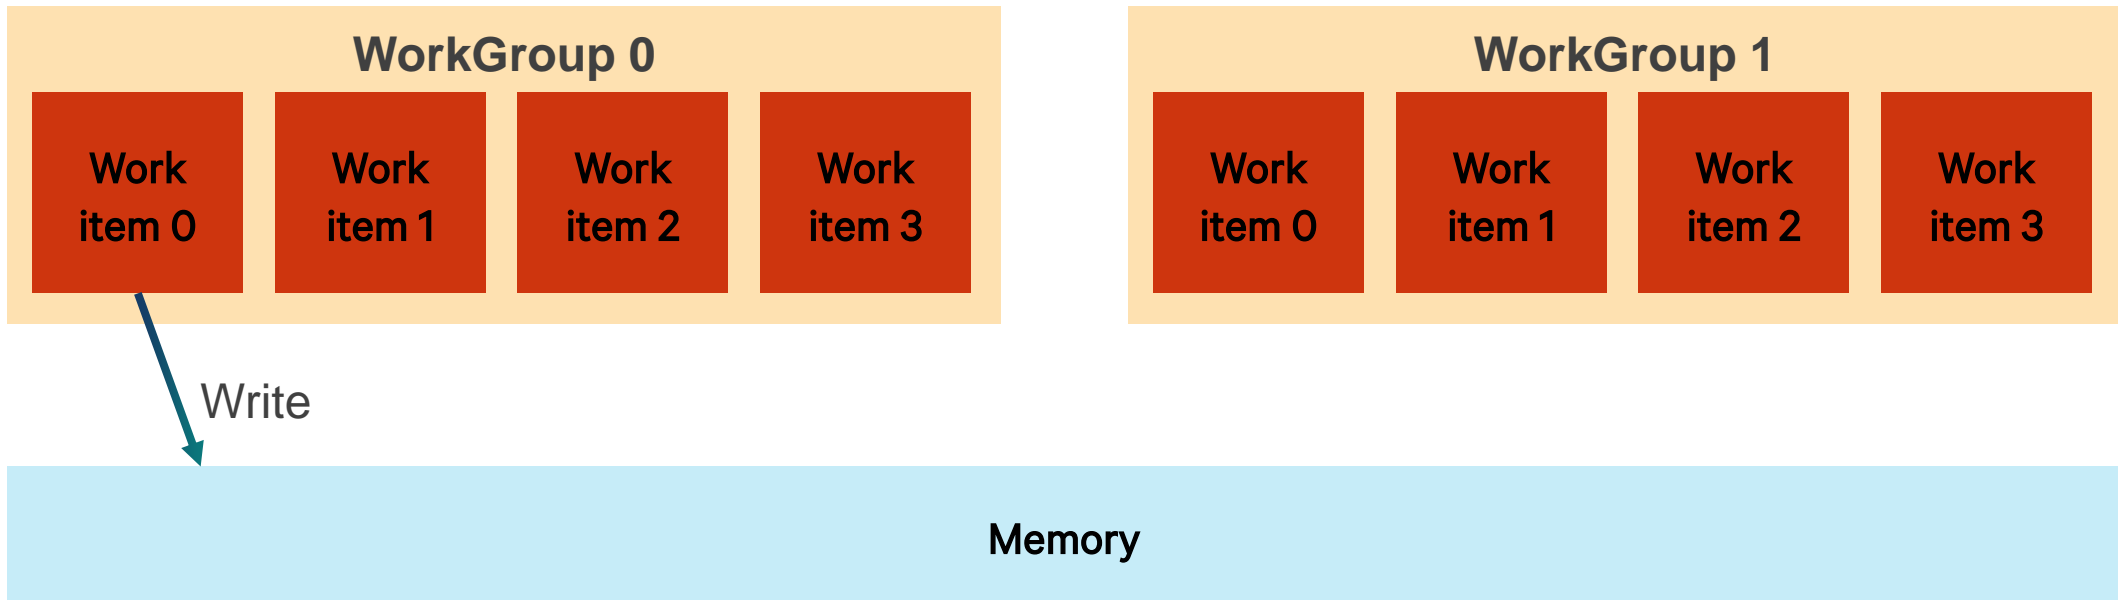 WorkGroup 0
Work
item 0
Work
item 1
Work
item 2
Work
item 3
WorkGroup 1
Work
item 0
Work
item 1
Work
item 2
Work
item 3
Write
Memory